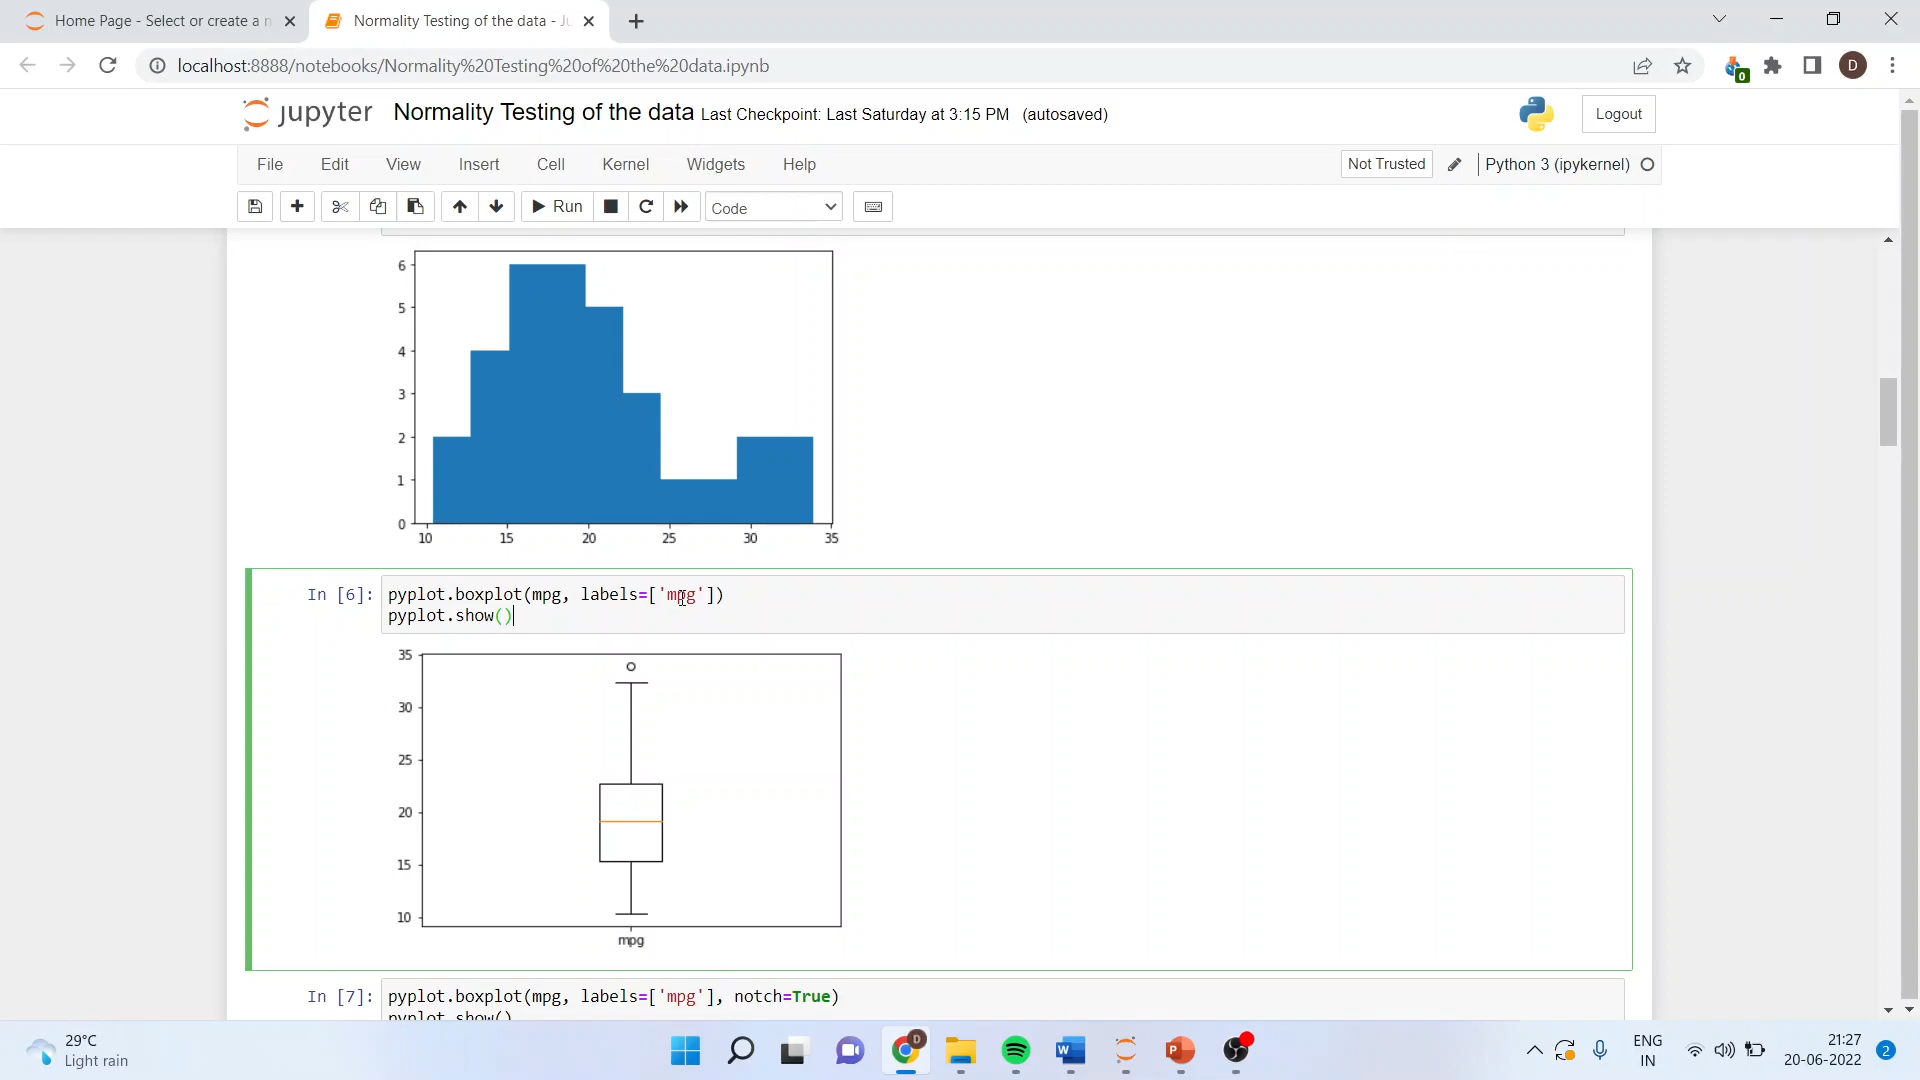 Home Page - Select or create a n
Normality Testing of the data - Ju
localhost:8888/notebooks/Normality%20Testing%20of%20the%20data.ipynb
0
D
jupyter Normality Testing of the data Last Checkpoint: Last Saturday at 3:15 PM (autosaved)
Logout
File Edit View Insert Cell Kernel Widgets Help
Not Trusted
Python 3 (ipykernel)
Run
Code
6
5
4
3
2
1
0
10 15 20 25 30 35
In [6]: pyplot.boxplot(mpg, labels=['mpg'])
pyplot.show()
35
30
25
20
15
10
mpg
In [7]: pyplot.boxplot(mpg, labels=['mpg'], notch=True)
pyplot.show()
29°C
Light rain
D
W
P
ENG
IN
21:27
20-06-2022
2